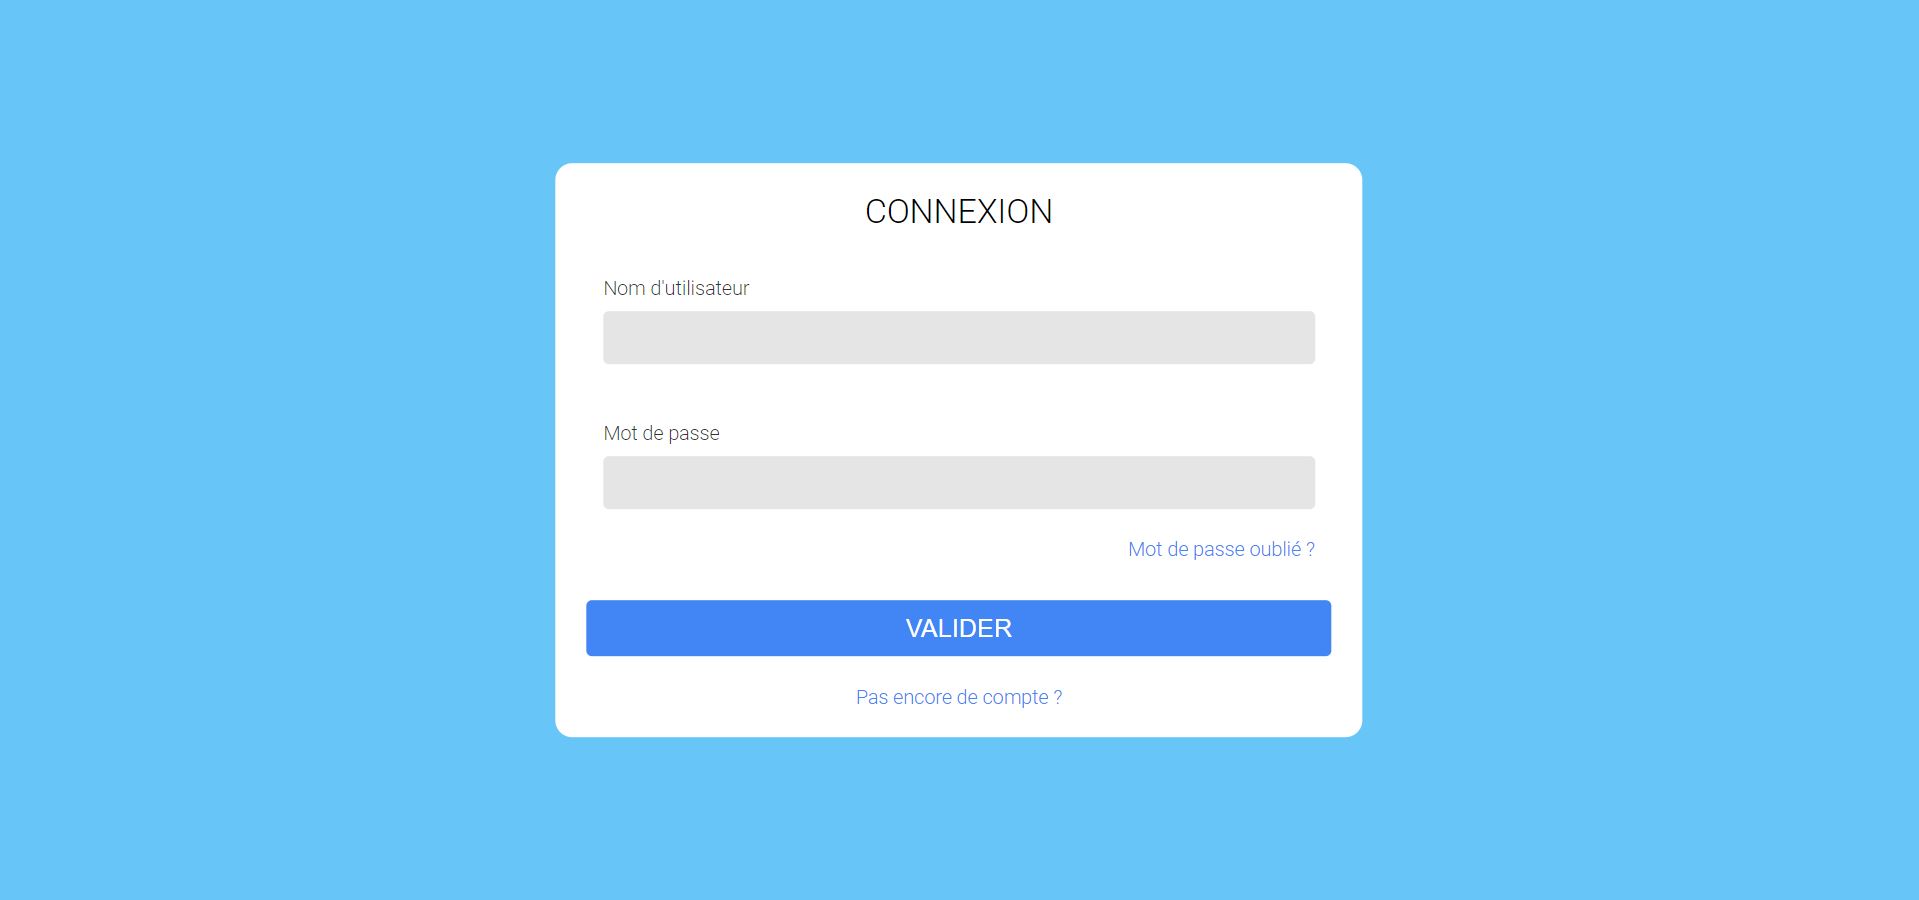 CONNEXION
Nom d'utilisateur
Mot de passe
Mot de passe oublié ?
VALIDER
Pas encore de compte ?